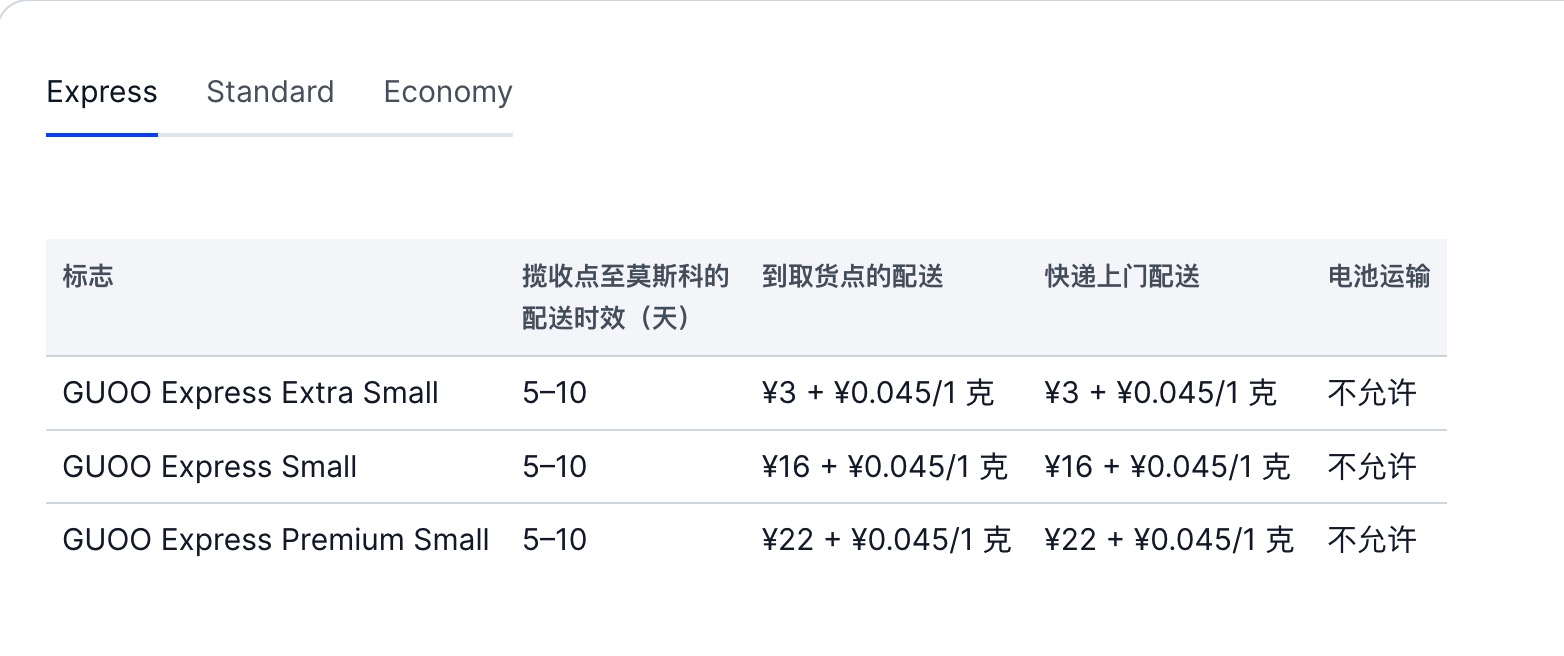 Express Standard Economy
标志 揽收点至莫斯科的配送时效（天） 到取货点的配送 快递上门配送 电池运输
GUOO Express Extra Small 5–10 ¥3 + ¥0.045/1 克 ¥3 + ¥0.045/1 克 不允许
GUOO Express Small 5–10 ¥16 + ¥0.045/1 克 ¥16 + ¥0.045/1 克 不允许
GUOO Express Premium Small 5–10 ¥22 + ¥0.045/1 克 ¥22 + ¥0.045/1 克 不允许